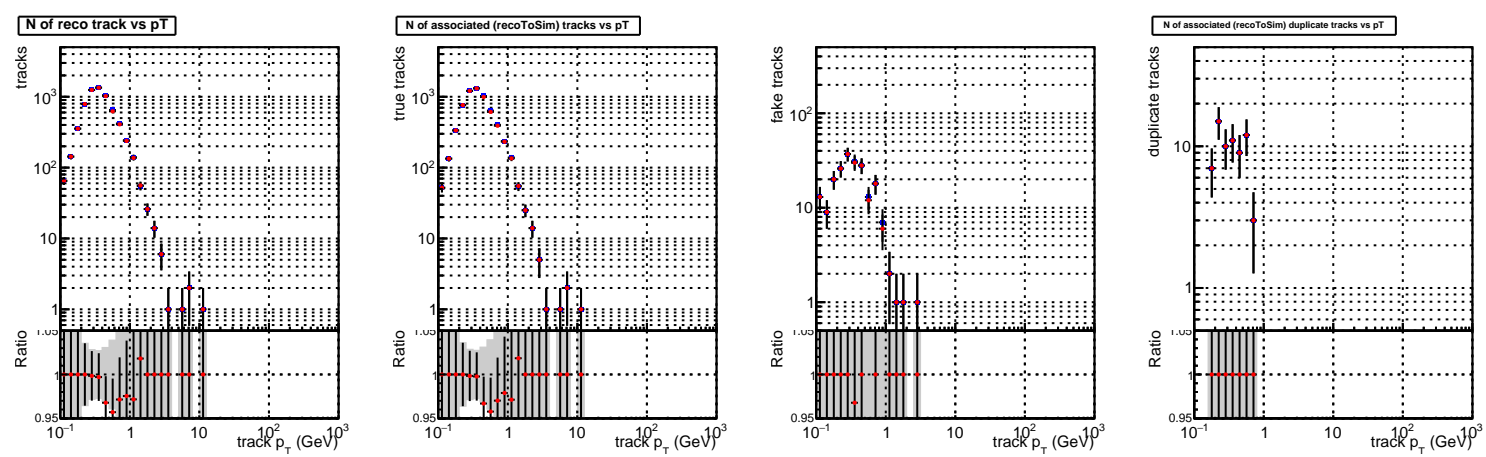 N of reco track vs pT
tracks
10³
10²
10
1
Ratio
1.05
1
0.95
10⁻¹ 1 10 10² 10³
track p_T (GeV)
N of associated (recoToSim) tracks vs pT
true tracks
10³
10²
10
1
Ratio
1.05
1
0.95
10⁻¹ 1 10 10² 10³
track p_T (GeV)
fake tracks
10²
10
1
Ratio
1.05
1
0.95
10⁻¹ 1 10 10² 10³
track p_T (GeV)
N of associated (recoToSim) duplicate tracks vs pT
duplicate tracks
10
1
Ratio
1.05
1
0.95
10⁻¹ 1 10 10² 10³
track p_T (GeV)